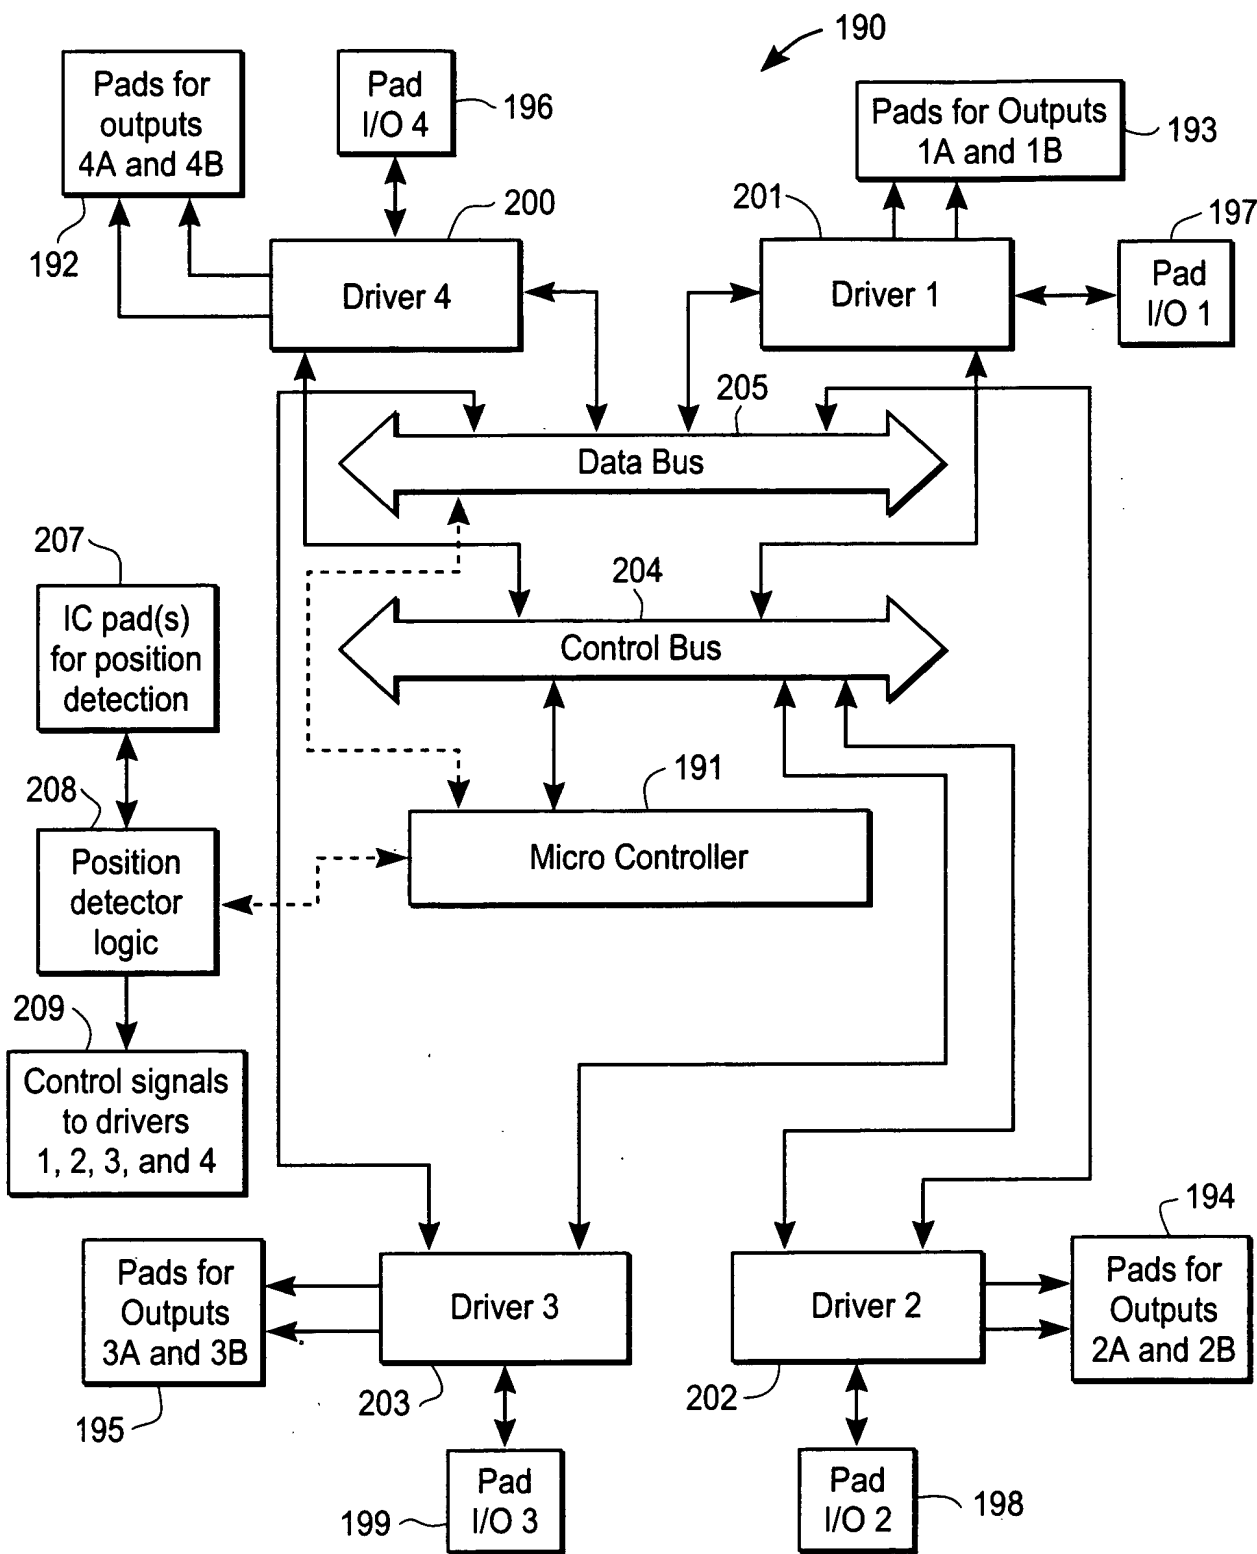 190
Pads for
outputs
4A and 4B
192
Pad
I/O 4
196
Pads for Outputs
1A and 1B
193
200
Driver 4
201
Driver 1
197
Pad
I/O 1
205
Data Bus
207
IC pad(s)
for position
detection
204
Control Bus
208
Position
detector
logic
191
Micro Controller
209
Control signals
to drivers
1, 2, 3, and 4
194
Pads for
Outputs
3A and 3B
195
Driver 3
203
Driver 2
202
Pads for
Outputs
2A and 2B
Pad
I/O 3
199
Pad
I/O 2
198